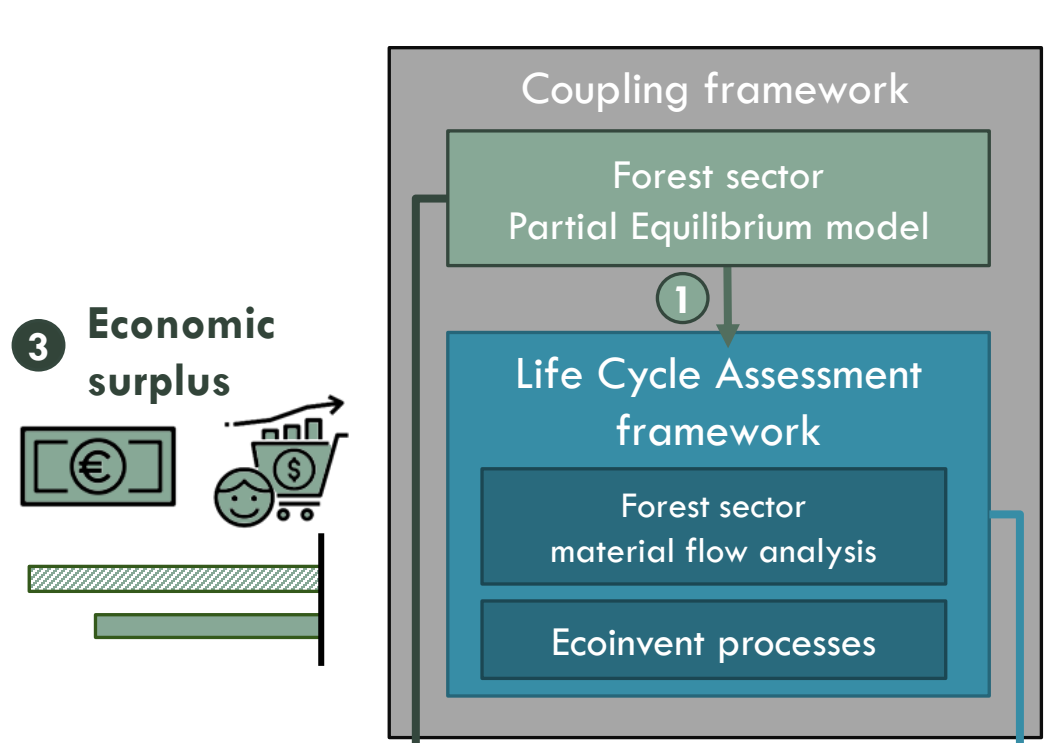 Coupling framework
Forest sector
Partial Equilibrium model
1
3
Economic
surplus
€
$
Life Cycle Assessment
framework
Forest sector
material flow analysis
Ecoinvent processes